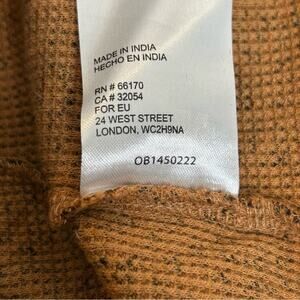 MADE IN INDIA
HECHO EN INDIA
RN # 66170
CA # 32054
FOR EU
24 WEST STREET
LONDON, WC2H9NA
OB1450222